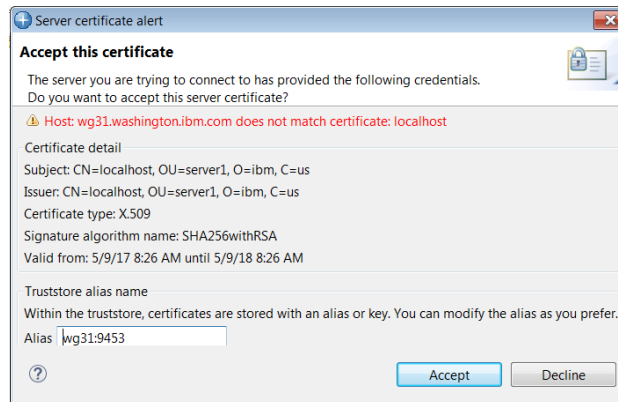 Server certificate alert
Accept this certificate
The server you are trying to connect to has provided the following credentials.
Do you want to accept this server certificate?
Host: wg31.washington.ibm.com does not match certificate: localhost
Certificate detail
Subject: CN=localhost, OU=server1, O=ibm, C=us
Issuer: CN=localhost, OU=server1, O=ibm, C=us
Certificate type: X.509
Signature algorithm name: SHA256withRSA
Valid from: 5/9/17 8:26 AM until 5/9/18 8:26 AM
Truststore alias name
Within the truststore, certificates are stored with an alias or key. You can modify the alias as you prefer.
Alias wg31:9453
? Accept Decline